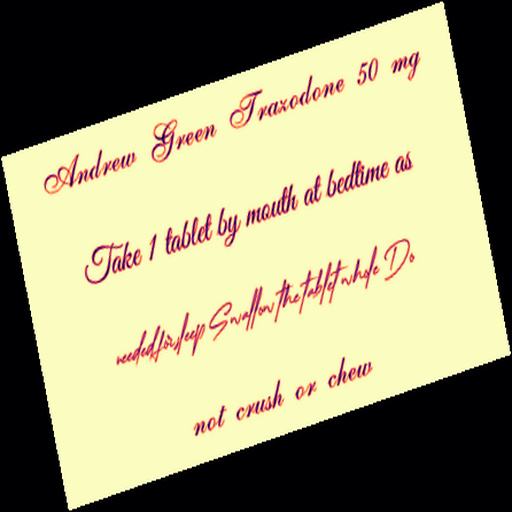 Andrew Green Trazodone 50 mg
Take 1 tablet by mouth at bedtime as
needed for sleep Swallow the tablet whole Do
not crush or chew